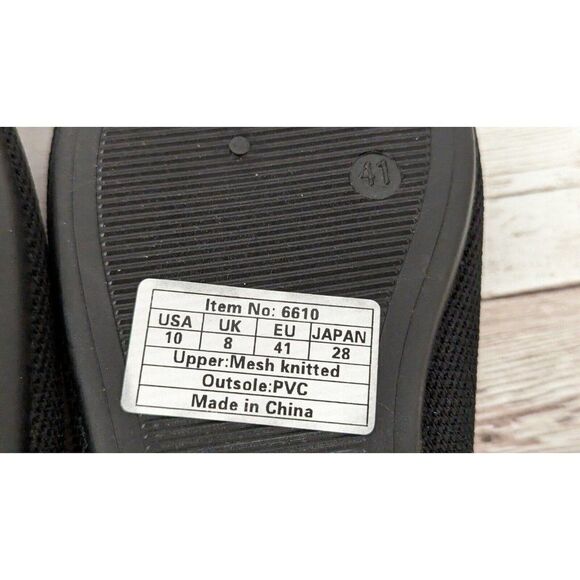 41
Item No: 6610
USA UK EU JAPAN
10 8 41 28
Upper:Mesh knitted
Outsole:PVC
Made in China